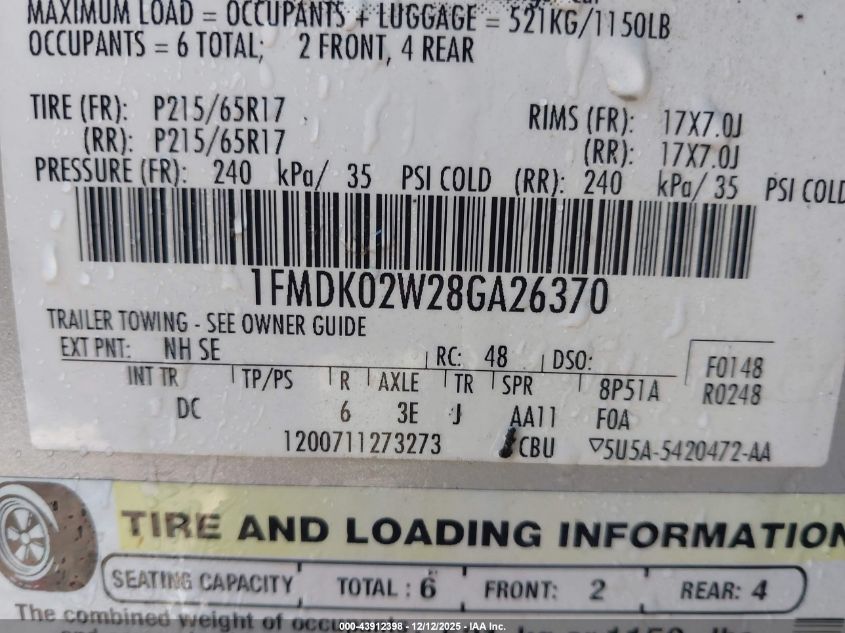 MAXIMUM LOAD = OCCUPANTS + LUGGAGE = 521KG/1150LB
OCCUPANTS = 6 TOTAL; 2 FRONT, 4 REAR
TIRE (FR): P215/65R17 RIMS (FR): 17X7.0J
(RR): P215/65R17 (RR): 17X7.0J
PRESSURE (FR): 240 kPa/ 35 PSI COLD (RR): 240 kPa/ 35 PSI COLD
1FMDK02W28GA26370
TRAILER TOWING - SEE OWNER GUIDE
EXT PNT: NH SE RC: 48 DSO: F0148
INT TR TP/PS R AXLE TR SPR 8P51A R0248
DC 6 3E J AA11 F0A
1200711273273 CBU ▽5U5A-5420472-AA
TIRE AND LOADING INFORMATION
SEATING CAPACITY TOTAL : 6 FRONT: 2 REAR: 4
The combined weight of
000-43912398 - 12/12/2025 - IAA Inc.